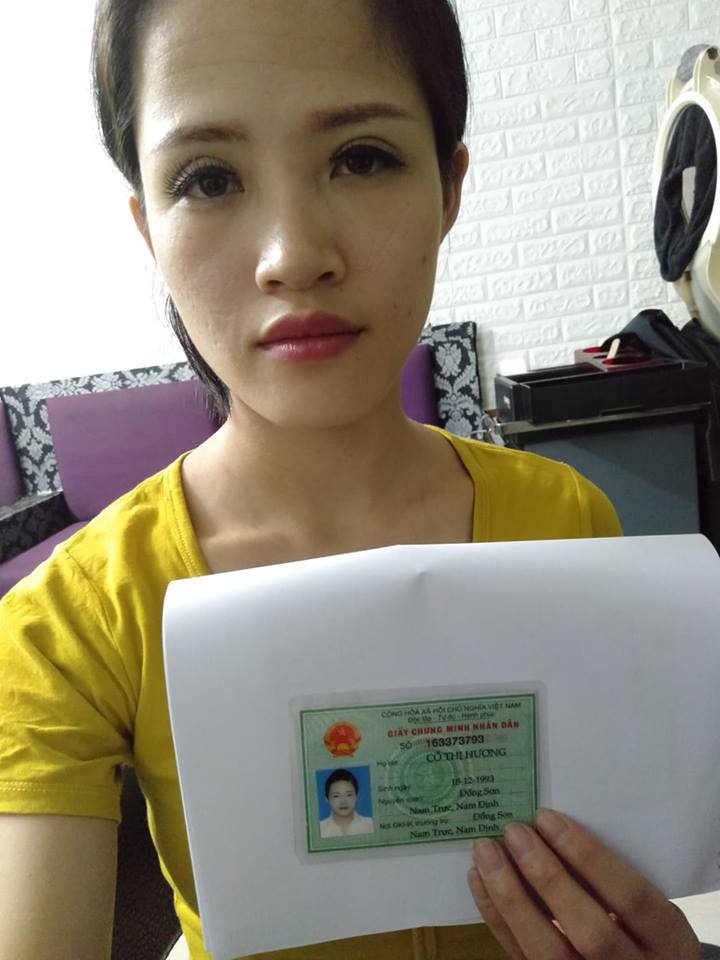 CỘNG HÒA XÃ HỘI CHỦ NGHĨA VIỆT NAM
Độc lập - Tự do - Hạnh phúc
GIẤY CHỨNG MINH NHÂN DÂN
SỐ 163373793
Họ tên CỒ THỊ HƯƠNG
Sinh ngày 18-12-1993
Nguyên quán Đồng Sơn
Nam Trực, Nam Định
Nơi ĐKHK thường trú Đồng Sơn
Nam Trực, Nam Định